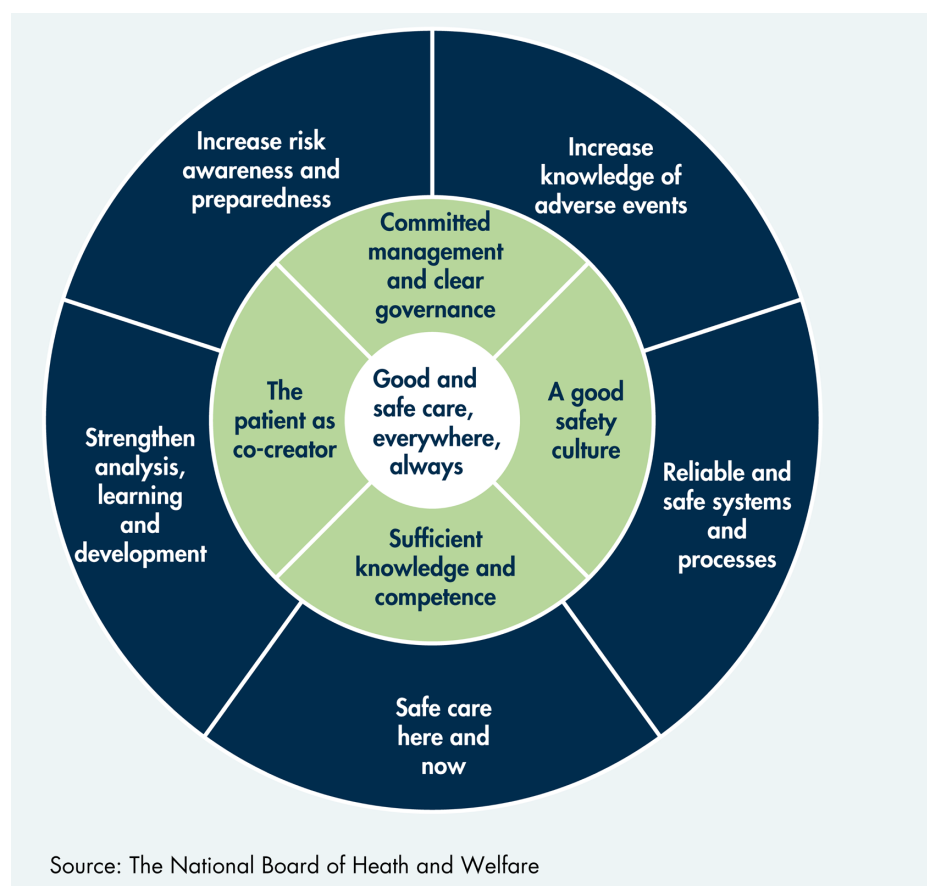 Increase risk
awareness and
preparedness
Increase
knowledge of
adverse events
Committed
management
and clear
governance
The
patient as
co-creator
Good and
safe care,
everywhere,
always
A good
safety
culture
Strengthen
analysis,
learning
and
development
Reliable and
safe systems
and
processes
Sufficient
knowledge and
competence
Safe care
here and
now
Source: The National Board of Heath and Welfare